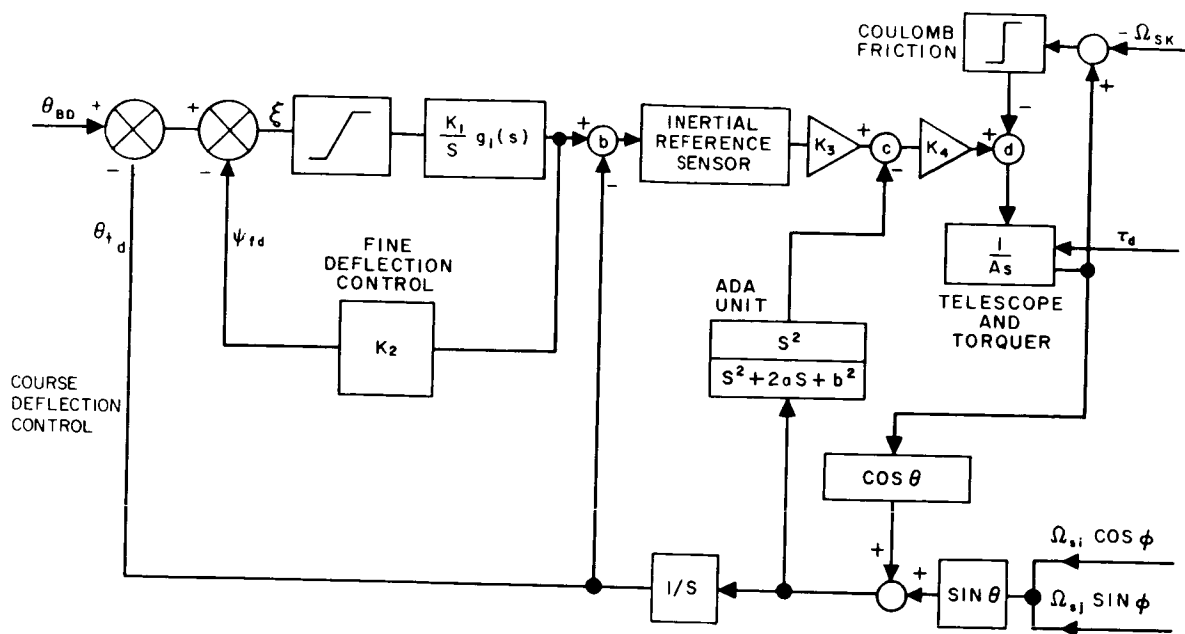 COULOMB
FRICTION
- Ω_SK
+
θ_BD
+
-
+
-
ξ
K₁/S g₁(s)
+
b
-
INERTIAL
REFERENCE
SENSOR
K₃
+
c
-
K₄
+
-
d
θ_fd
ψ_fd
FINE
DEFLECTION
CONTROL
K₂
ADA
UNIT
S²
S² + 2aS + b²
1/As
τ_d
TELESCOPE
AND
TORQUER
COURSE
DEFLECTION
CONTROL
COS θ
+
1/S
+
SIN θ
Ω_si COS φ
Ω_sj SIN φ